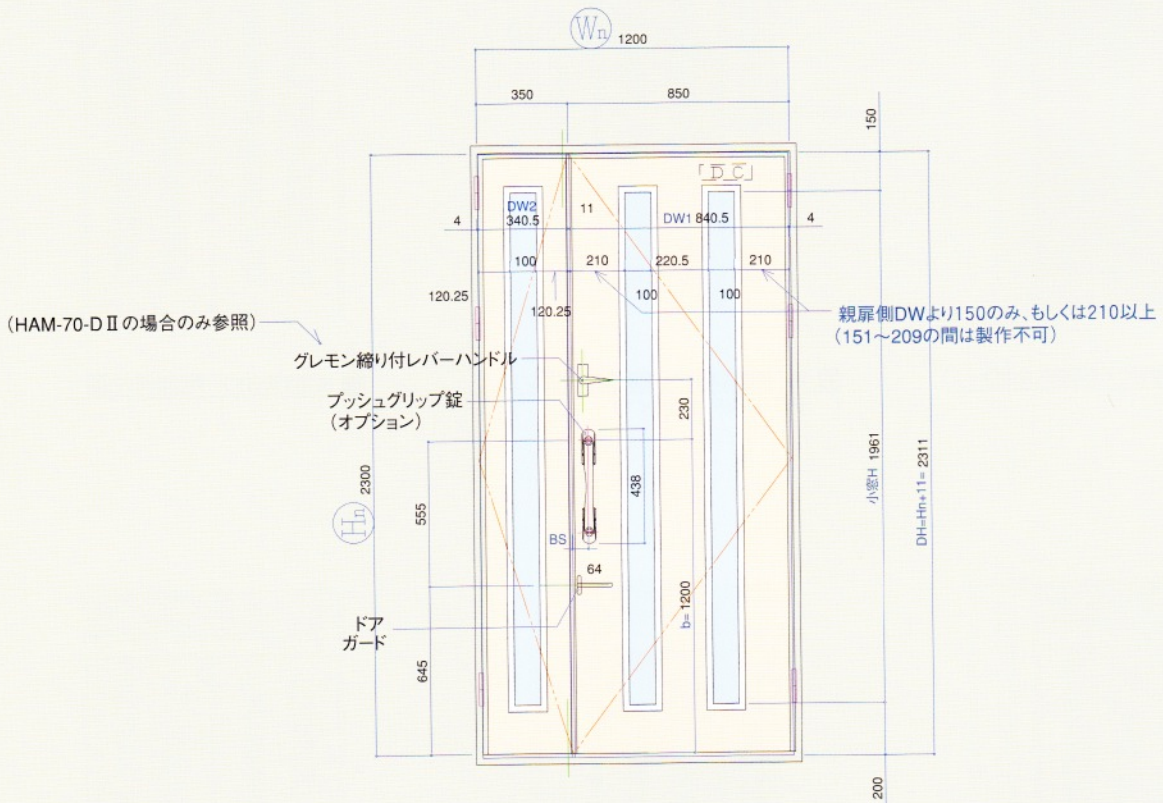 Wn
1200
350
850
150
DC
DW2
340.5
11
DW1 840.5
4
4
100
210
220.5
210
120.25
120.25
100
100
親扉側DWより150のみ、もしくは210以上
(151〜209の間は製作不可)
(HAM-70-DⅡの場合のみ参照)
グレモン締り付レバーハンドル
プッシュグリップ錠
(オプション)
230
438
小窓H 1961
DH=Hn+11= 2311
Hn
2300
555
BS
64
b= 1200
ドア
ガード
645
200